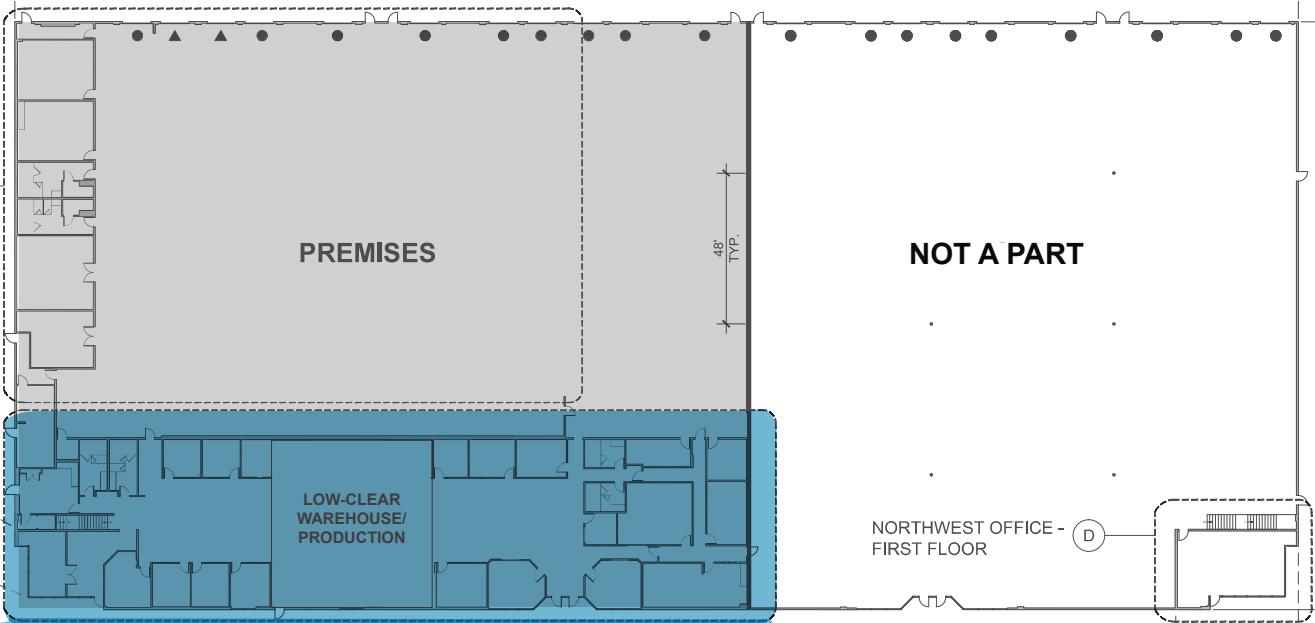 PREMISES
48'
TYP.
NOT A PART
LOW-CLEAR
WAREHOUSE/
PRODUCTION
NORTHWEST OFFICE -
FIRST FLOOR
D